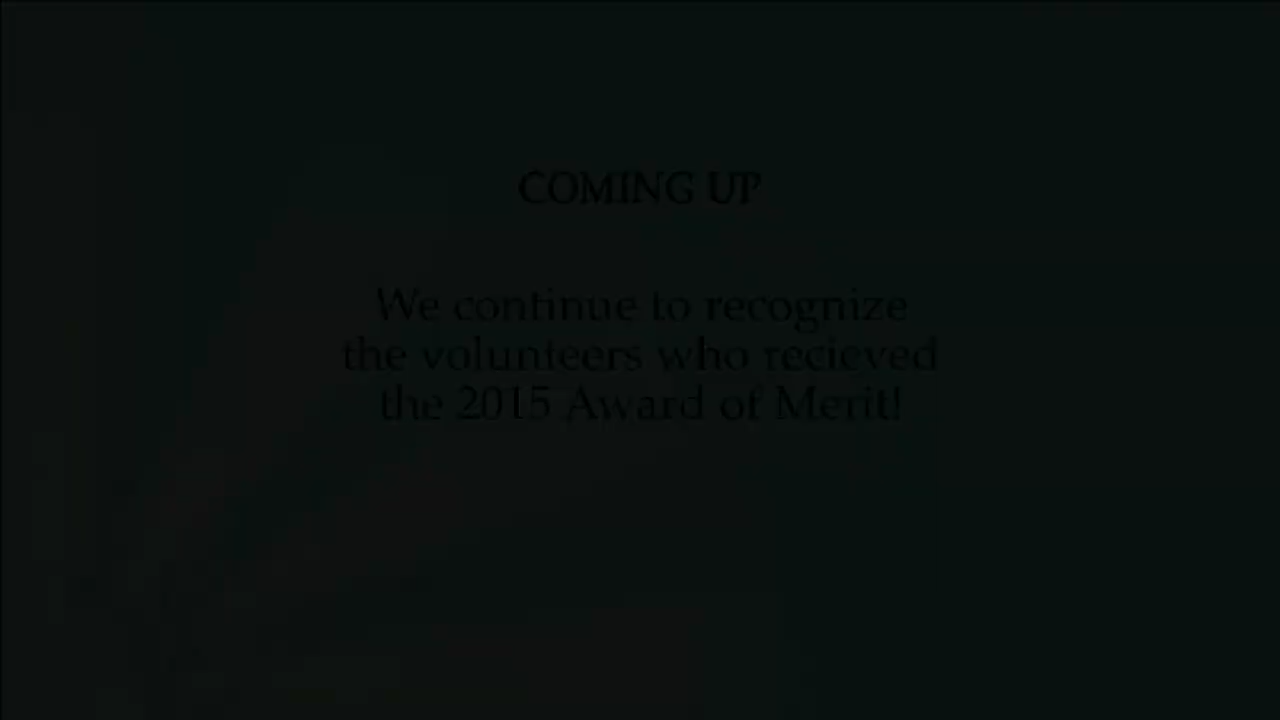 COMING UP
We continue to recognize
the volunteers who recieved
the 2015 Award of Merit!